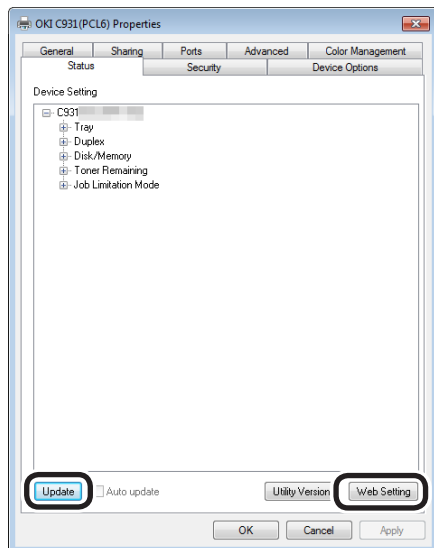 OKI C931(PCL6) Properties
General Sharing Ports Advanced Color Management
Status Security Device Options
Device Setting
C931
Tray
Duplex
Disk/Memory
Toner Remaining
Job Limitation Mode
Update Auto update Utility Version Web Setting
OK Cancel Apply